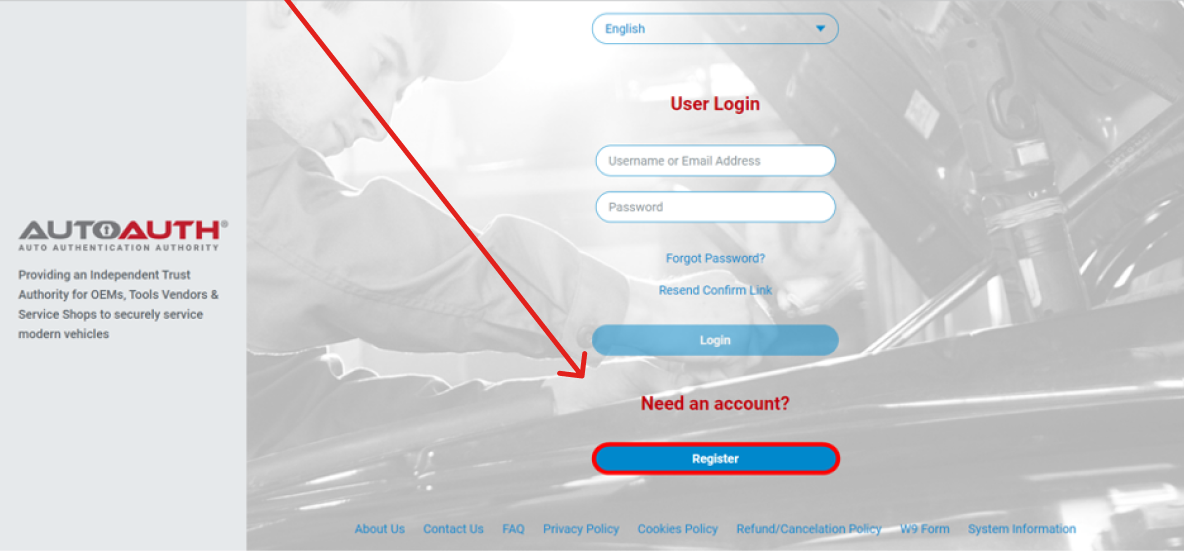 English
User Login
Username or Email Address
Password
Forgot Password?
Resend Confirm Link
Login
Need an account?
Register
AUTOAUTH®
AUTO AUTHENTICATION AUTHORITY
Providing an Independent Trust
Authority for OEMs, Tools Vendors &
Service Shops to securely service
modern vehicles
About Us Contact Us FAQ Privacy Policy Cookies Policy Refund/Cancelation Policy W9 Form System Information